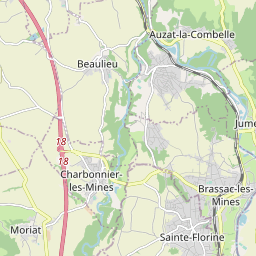 Auzat-la-Combelle
Beaulieu
Jume
18
18
Charbonnier-
les-Mines
Brassac-les-
Mines
Moriat
Sainte-Florine